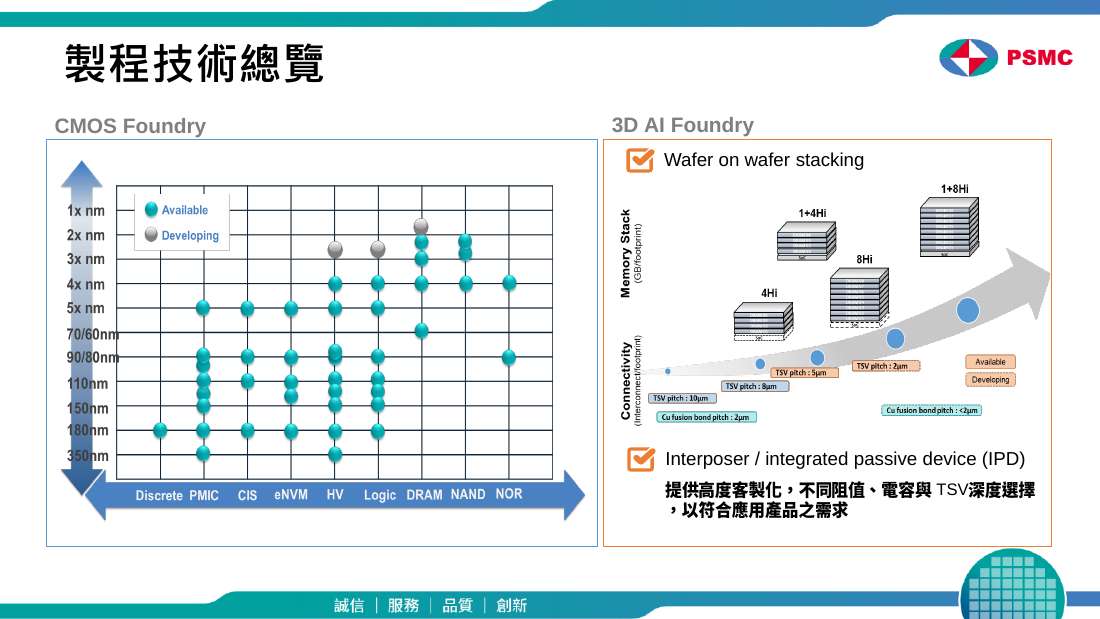 製程技術總覽
PSMC
CMOS Foundry
Available
Developing
1x nm
2x nm
3x nm
4x nm
5x nm
70/60nm
90/80nm
110nm
150nm
180nm
350nm
Discrete PMIC CIS eNVM HV Logic DRAM NAND NOR
3D AI Foundry
Wafer on wafer stacking
Memory Stack
(GB/footprint)
Connectivity
(Interconnect/footprint)
1+8Hi
1+4Hi
8Hi
4Hi
TSV pitch : 2μm
TSV pitch : 5μm
TSV pitch : 8μm
TSV pitch : 10μm
Cu fusion bond pitch : 2μm
Cu fusion bond pitch : <2μm
Available
Developing
Interposer / integrated passive device (IPD)
提供高度客製化，不同阻值、電容與 TSV深度選擇
，以符合應用產品之需求
誠信｜服務｜品質｜創新